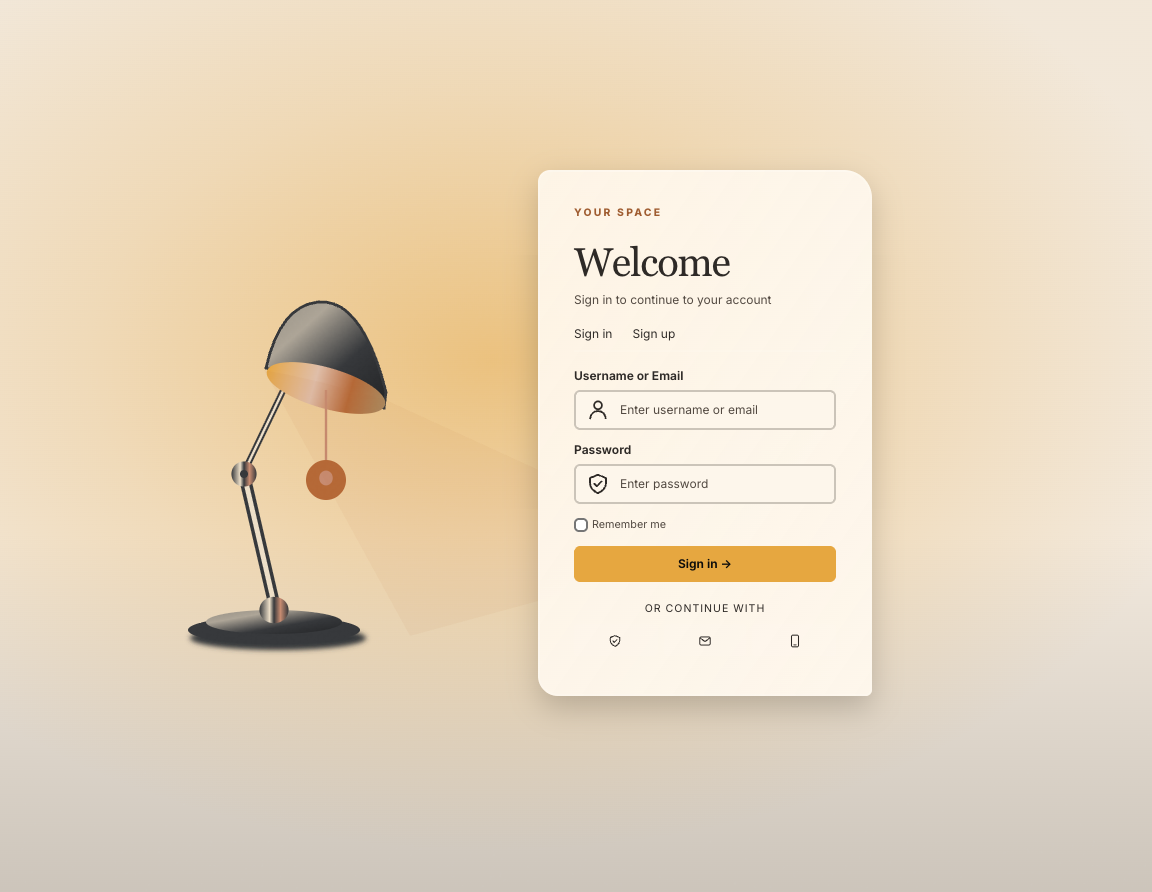 YOUR SPACE
Welcome
Sign in to continue to your account
Sign in Sign up
Username or Email
Enter username or email
Password
Enter password
Remember me
Sign in →
OR CONTINUE WITH